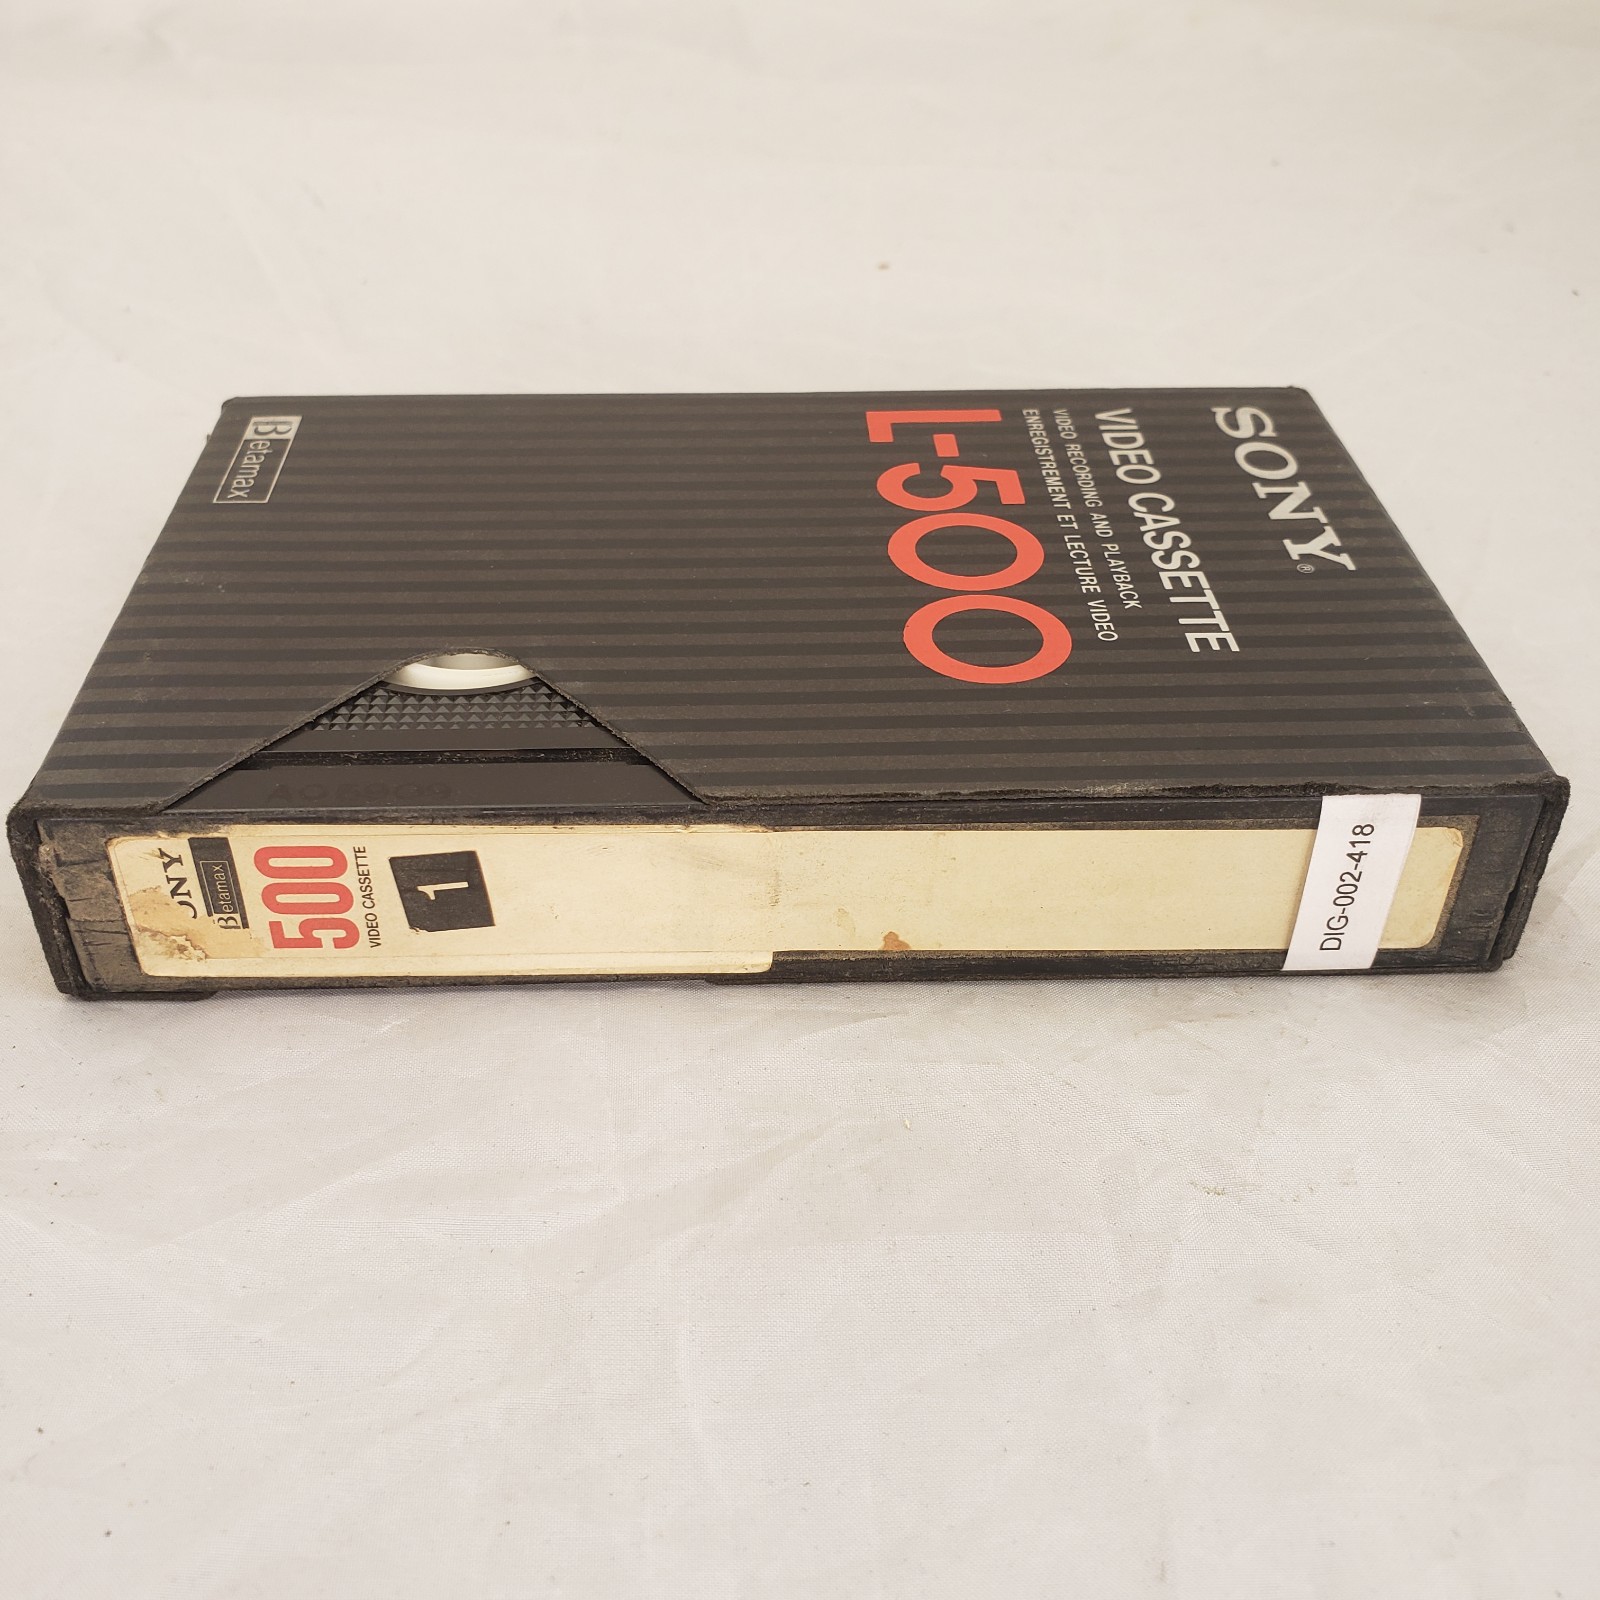 SONY®
VIDEO CASSETTE
VIDEO RECORDING AND PLAYBACK
ENREGISTREMENT ET LECTURE VIDEO
L-500
Betamax
ONY
Betamax
500
VIDEO CASSETTE
1
DIG-002-418